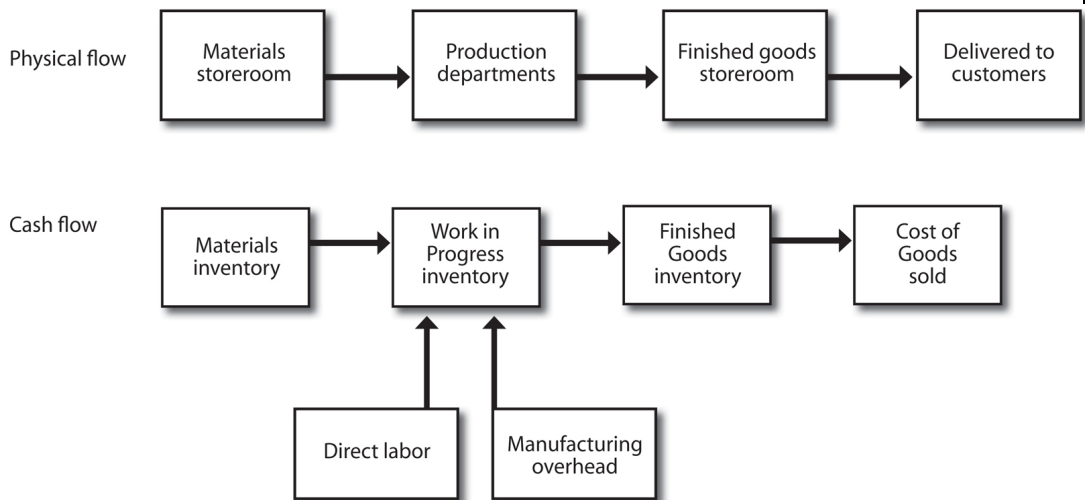 Physical flow
Materials
storeroom
Production
departments
Finished goods
storeroom
Delivered to
customers
Cash flow
Materials
inventory
Work in
Progress
inventory
Finished
Goods
inventory
Cost of
Goods
sold
Direct labor
Manufacturing
overhead